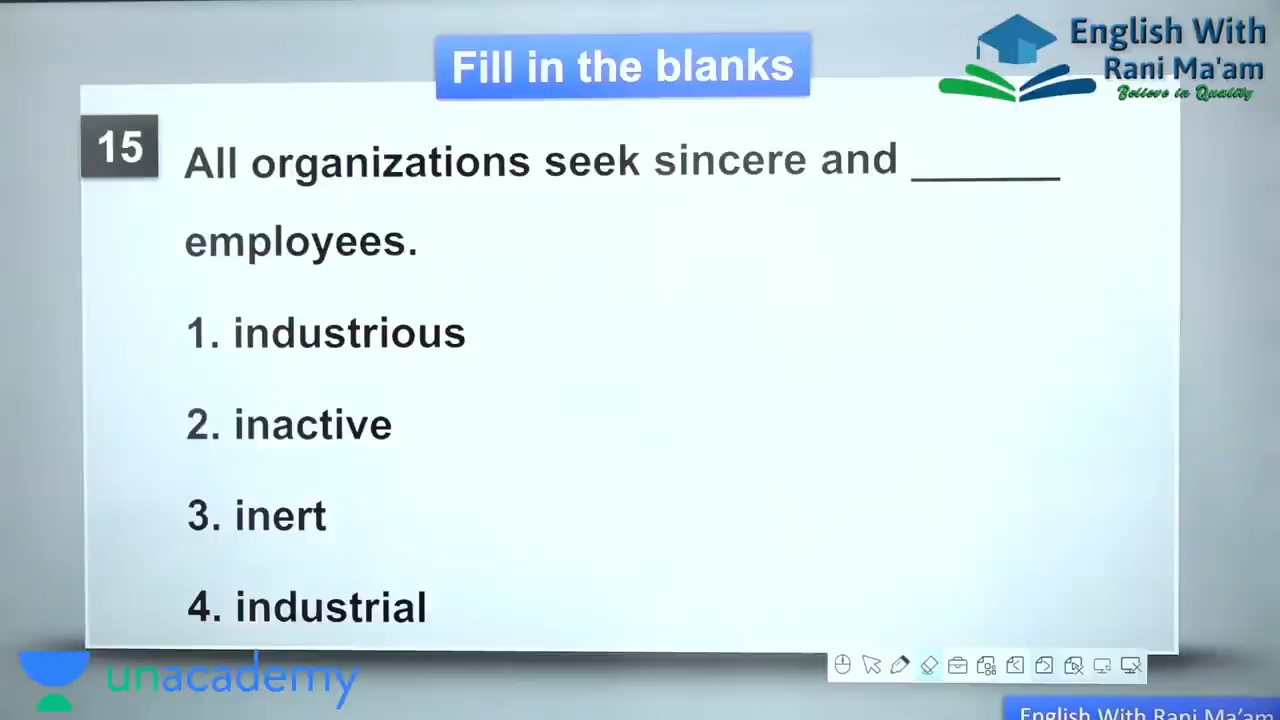 Fill in the blanks
English With
Rani Ma'am
Believe in Quality
15
All organizations seek sincere and _______
employees.
1. industrious
2. inactive
3. inert
4. industrial
unacademy
English With Rani Ma'am